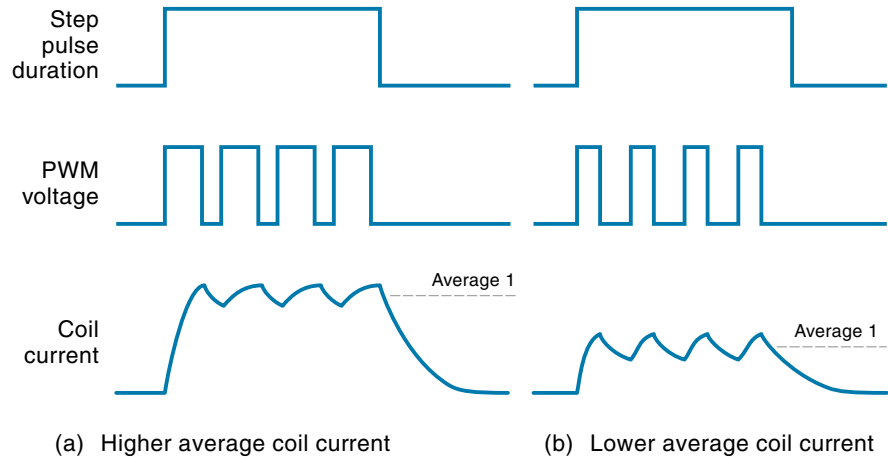 Step
pulse
duration
PWM
voltage
Average 1
Coil
current
Average 1
(a) Higher average coil current
(b) Lower average coil current